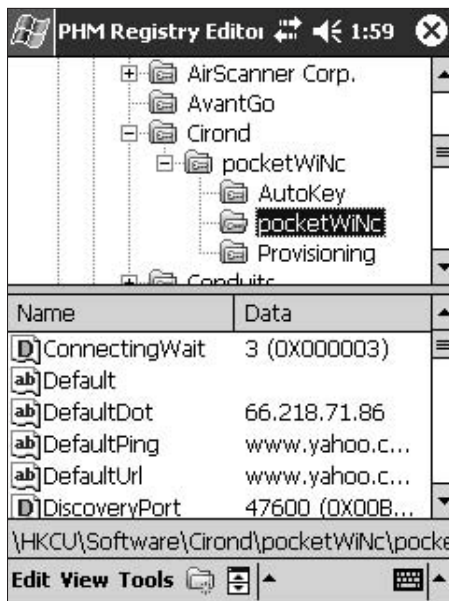 PHM Registry Editor 1:59
AirScanner Corp.
AvantGo
Cirond
pocketWiNc
AutoKey
pocketWiNc
Provisioning
Conduits
Name Data
ConnectingWait 3 (0X000003)
Default
DefaultDot 66.218.71.86
DefaultPing www.yahoo.c...
DefaultUrl www.yahoo.c...
DiscoveryPort 47600 (0X00B...
\HKCU\Software\Cirond\pocketWiNc\pocke
Edit View Tools